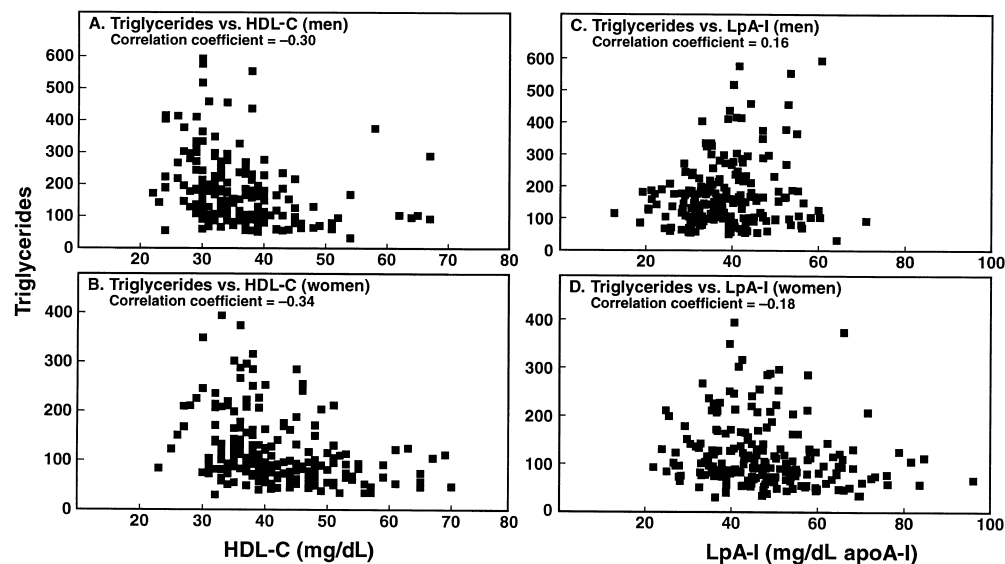 A. Triglycerides vs. HDL-C (men)
Correlation coefficient = –0.30
600
500
400
300
200
100
0
20 30 40 50 60 70 80
C. Triglycerides vs. LpA-I (men)
Correlation coefficient = 0.16
600
500
400
300
200
100
0
20 40 60 80 100
Triglycerides
B. Triglycerides vs. HDL-C (women)
Correlation coefficient = –0.34
400
300
200
100
0
20 30 40 50 60 70 80
HDL-C (mg/dL)
D. Triglycerides vs. LpA-I (women)
Correlation coefficient = –0.18
400
300
200
100
0
20 40 60 80 100
LpA-I (mg/dL apoA-I)